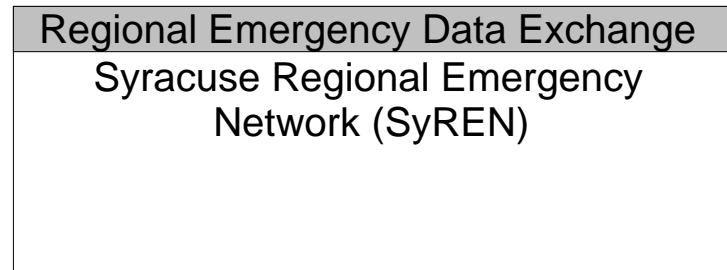 Regional Emergency Data Exchange
Syracuse Regional Emergency
Network (SyREN)